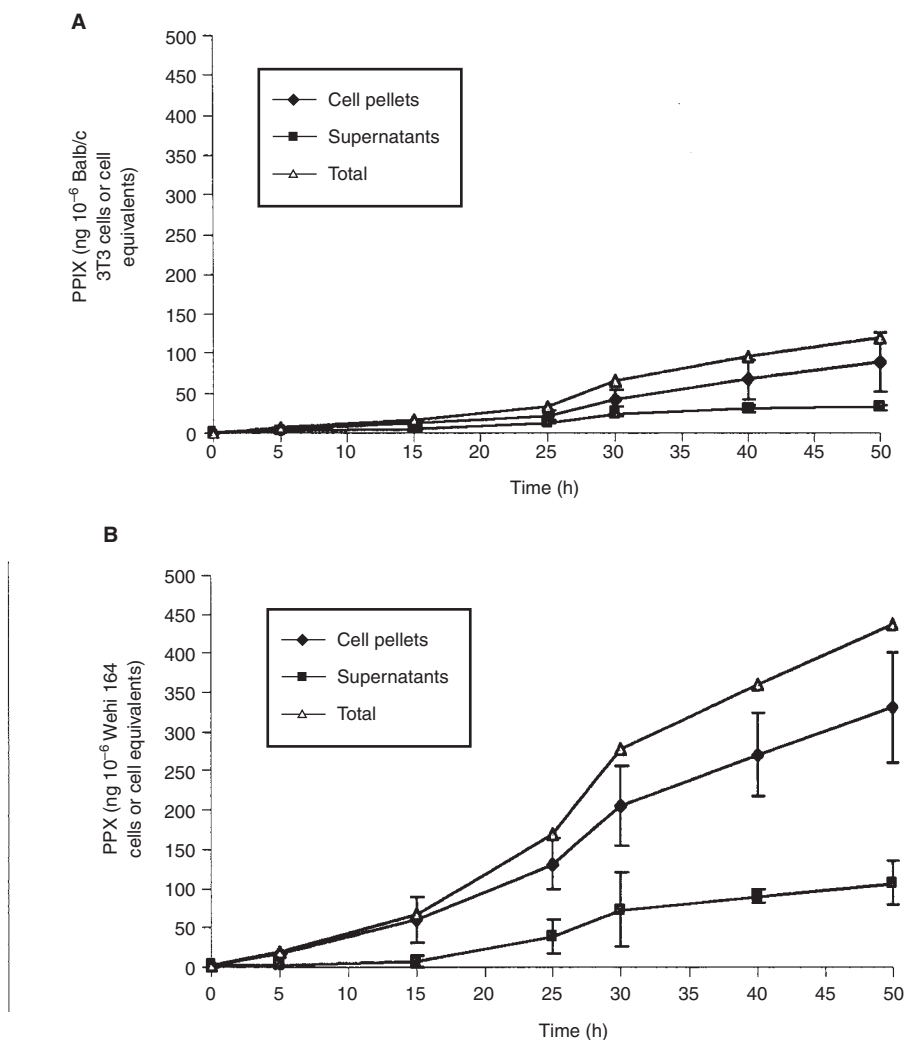 A
500
450
400
350
300
250
200
150
100
50
0
PPIX (ng 10⁻⁶ Balb/c
3T3 cells or cell
equivalents)
Cell pellets
Supernatants
Total
0 5 10 15 20 25 30 35 40 45 50
Time (h)
B
500
450
400
350
300
250
200
150
100
50
0
PPX (ng 10⁻⁶ Wehi 164
cells or cell equivalents)
Cell pellets
Supernatants
Total
0 5 10 15 20 25 30 35 40 45 50
Time (h)